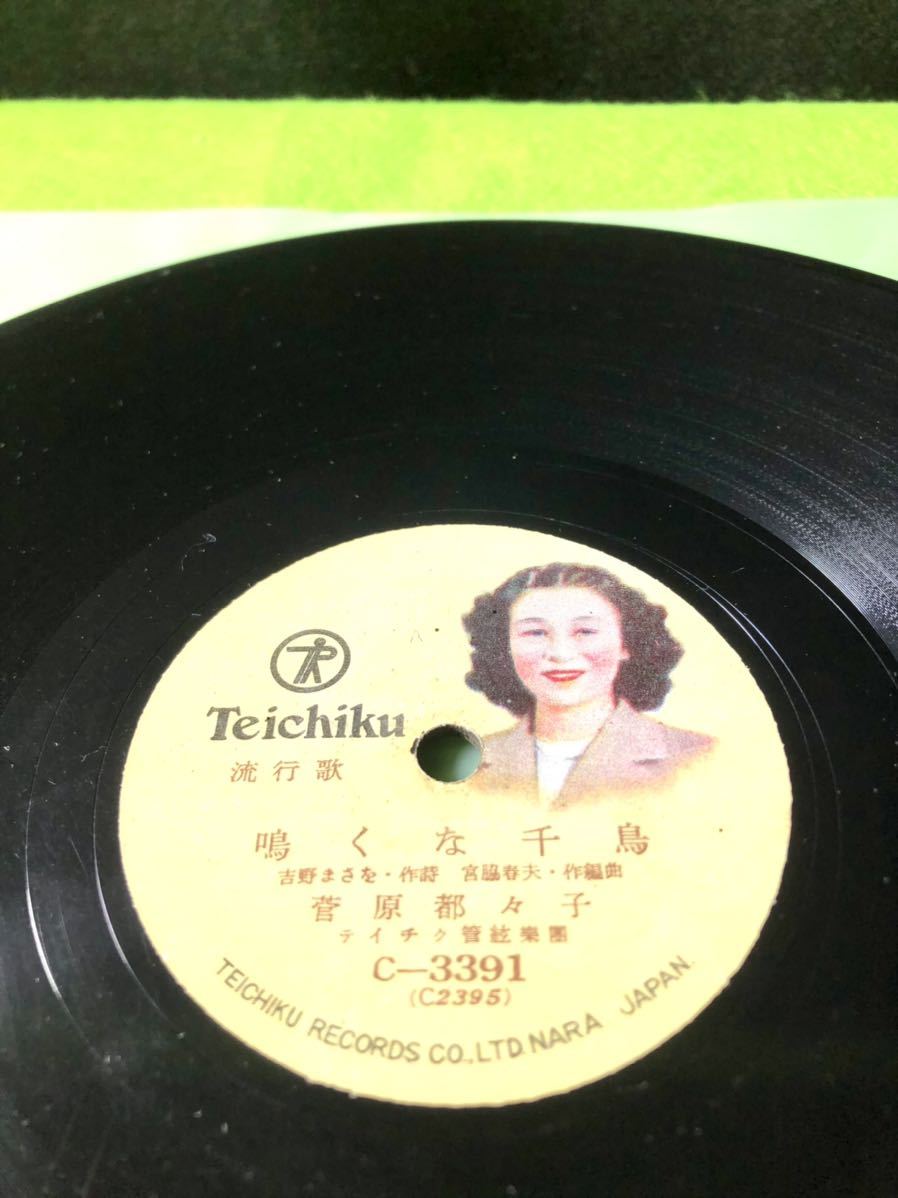 Teichiku
流行歌
鳴くな千鳥
吉野まさを・作詩 宮脇春夫・作編曲
菅原都々子
テイチク管絃樂團
C-3391
(C2395)
TEICHIKU RECORDS CO.,LTD. NARA JAPAN.